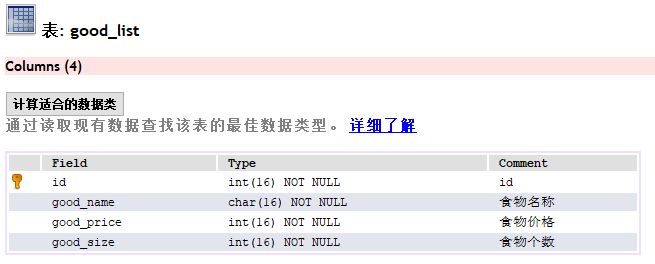 表: good_list
Columns (4)
计算适合的数据类
通过读取现有数据查找该表的最佳数据类型。 详细了解
Field Type Comment
id int(16) NOT NULL id
good_name char(16) NOT NULL 食物名称
good_price int(16) NOT NULL 食物价格
good_size int(16) NOT NULL 食物个数